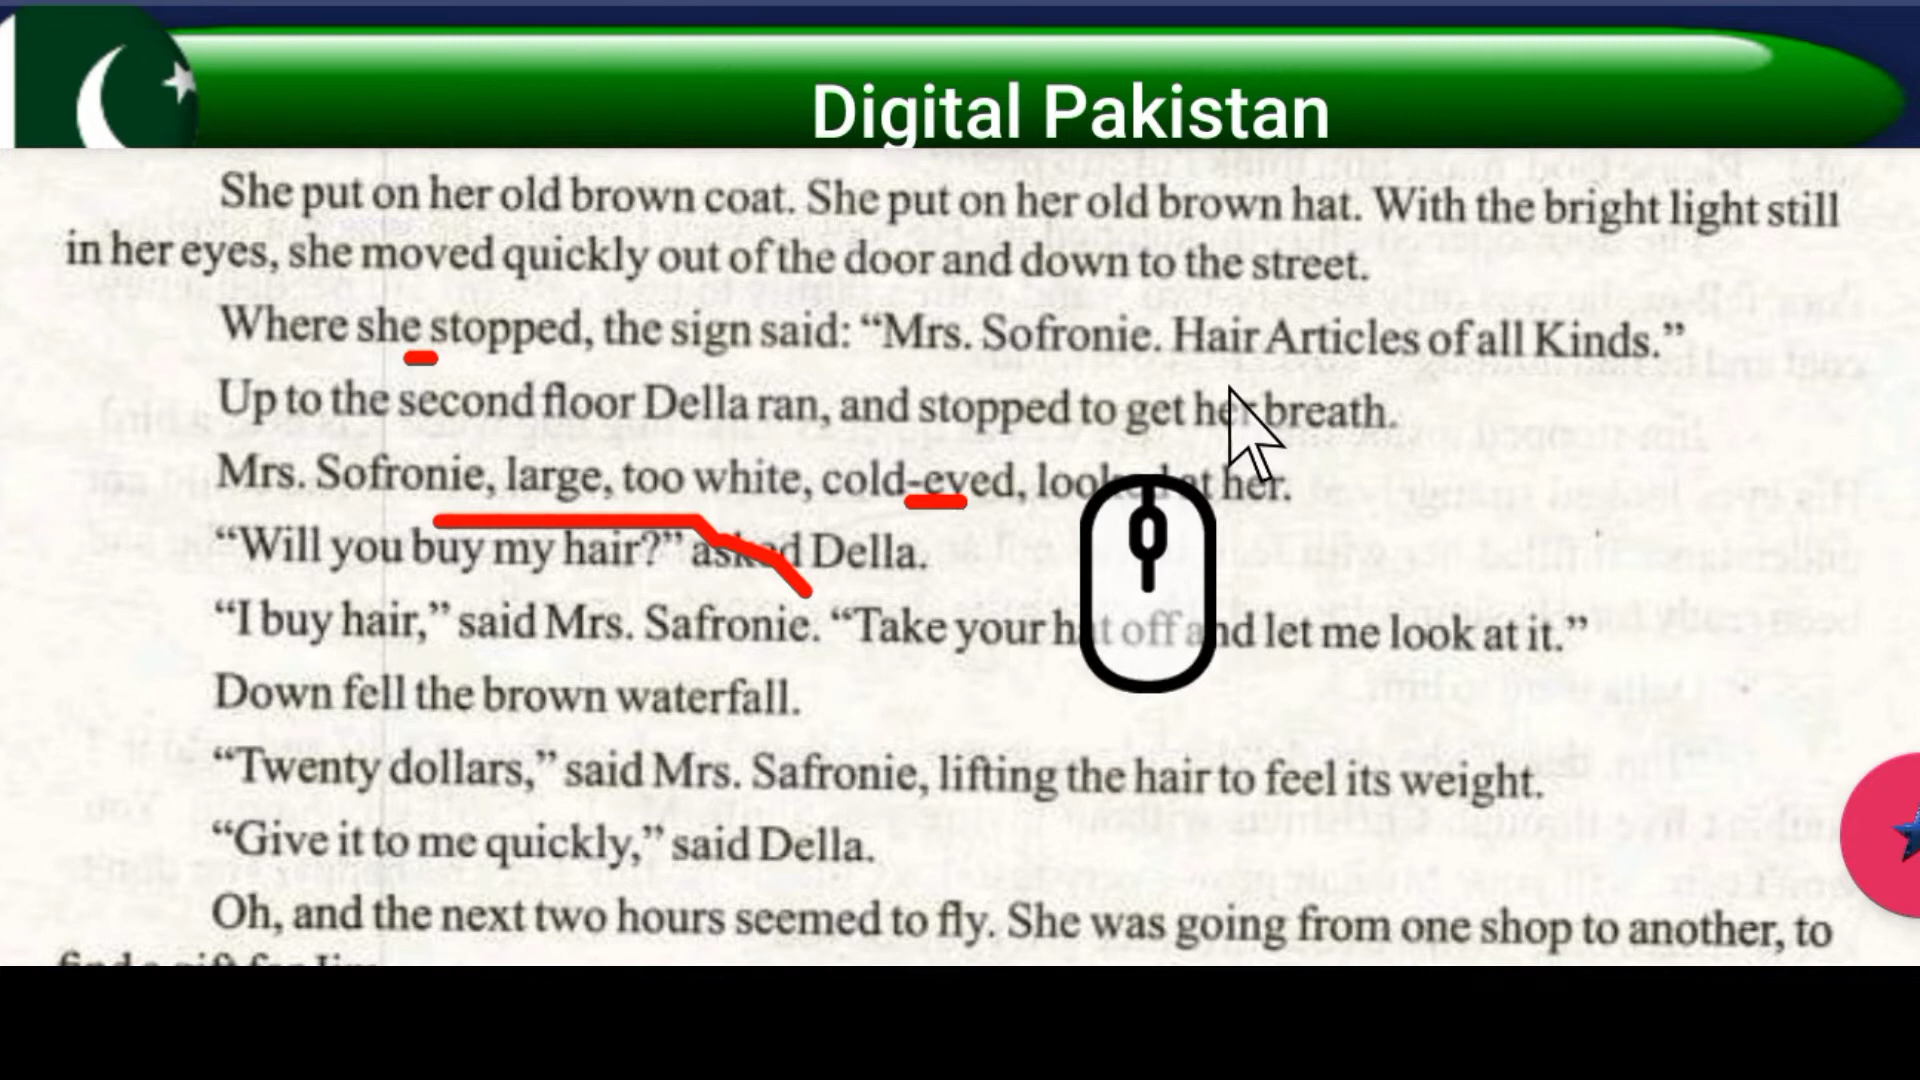 Digital Pakistan
She put on her old brown coat. She put on her old brown hat. With the bright light still
in her eyes, she moved quickly out of the door and down to the street.
Where she stopped, the sign said: “Mrs. Sofronie. Hair Articles of all Kinds.”
Up to the second floor Della ran, and stopped to get her breath.
Mrs. Sofronie, large, too white, cold-eyed, looked at her.
“Will you buy my hair?” asked Della.
“I buy hair,” said Mrs. Safronie. “Take your hat off and let me look at it.”
Down fell the brown waterfall.
“Twenty dollars,” said Mrs. Safronie, lifting the hair to feel its weight.
“Give it to me quickly,” said Della.
Oh, and the next two hours seemed to fly. She was going from one shop to another, to